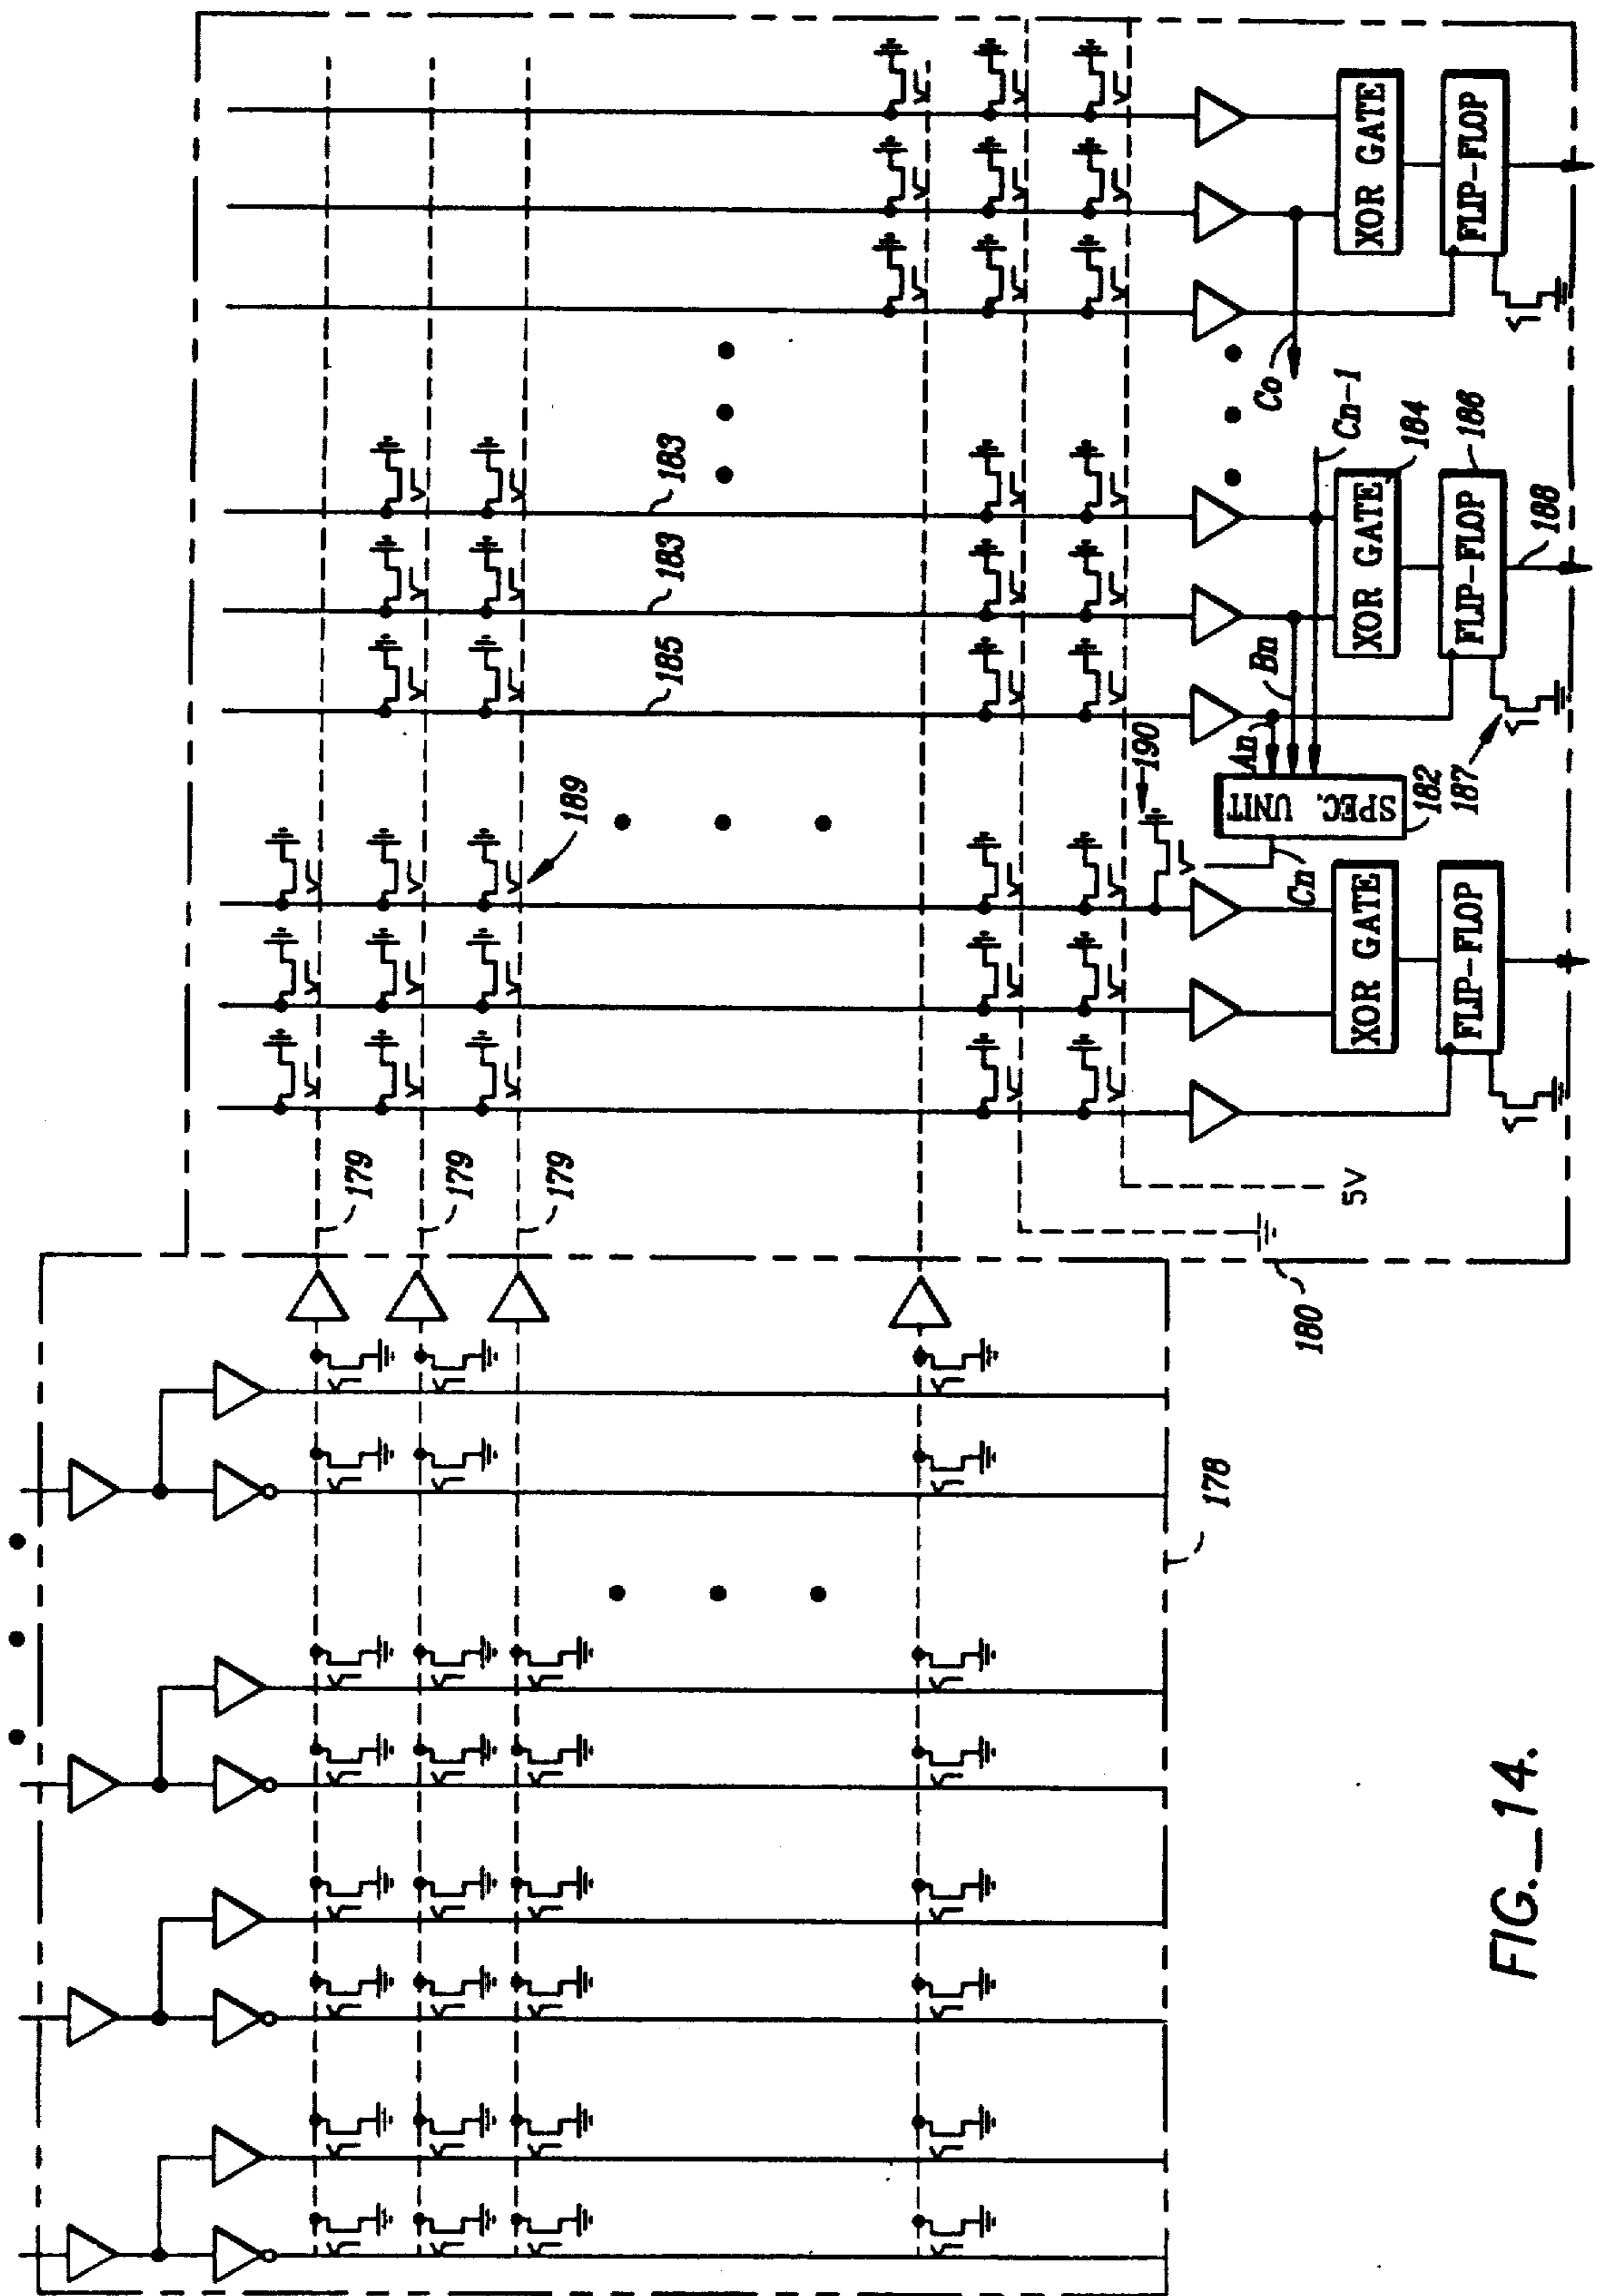 189
183
183
185
190
Co
Cn-1
An
Bn
Cn
SPEC. UNIT
182
187
184
186
188
XOR GATE
XOR GATE
XOR GATE
FLIP-FLOP
FLIP-FLOP
FLIP-FLOP
179
179
179
5V
180
178
FIG._14.